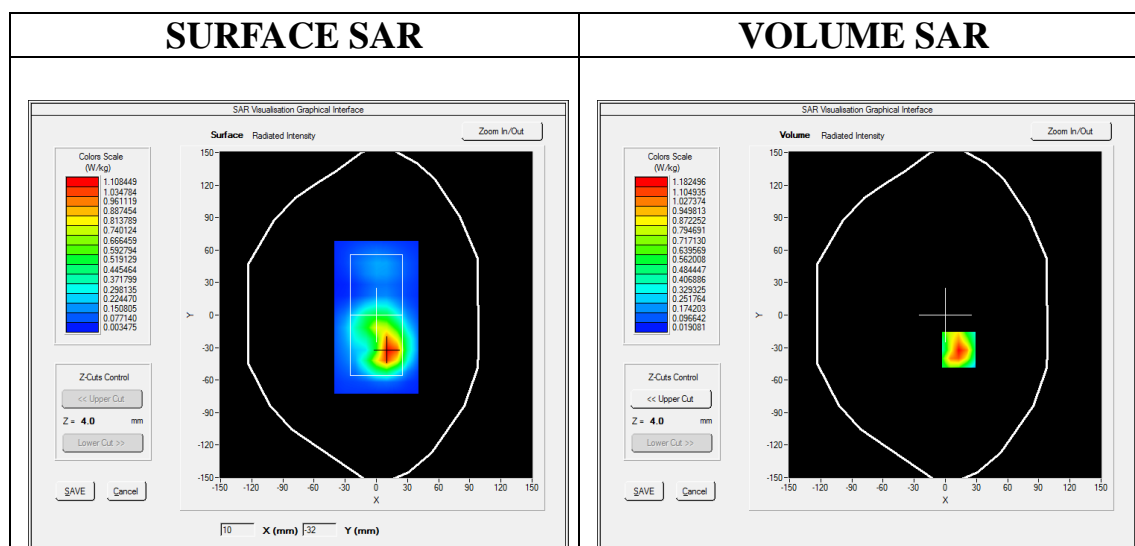 SURFACE SAR
VOLUME SAR
SAR Visualisation Graphical Interface
Surface Radiated Intensity
Zoom In/Out
Colors Scale
(W/kg)
1.108449
1.034784
0.961119
0.887454
0.813789
0.740124
0.666459
0.592794
0.519129
0.445464
0.371799
0.298135
0.224470
0.150805
0.077140
0.003475
150
120
90
60
30
0
-30
-60
-90
-120
-150
Y
-150 -120 -90 -60 -30 0 30 60 90 120 150
X
Z-Cuts Control
<< Upper Cut
Z = 4.0 mm
Lower Cut >>
SAVE Cancel
10 X (mm) -32 Y (mm)
SAR Visualisation Graphical Interface
Volume Radiated Intensity
Zoom In/Out
Colors Scale
(W/kg)
1.182496
1.104935
1.027374
0.949813
0.872252
0.794691
0.717130
0.639569
0.562008
0.484447
0.406886
0.329325
0.251764
0.174203
0.096642
0.019081
150
120
90
60
30
0
-30
-60
-90
-120
-150
Y
-150 -120 -90 -60 -30 0 30 60 90 120 150
X
Z-Cuts Control
<< Upper Cut
Z = 4.0 mm
Lower Cut >>
SAVE Cancel